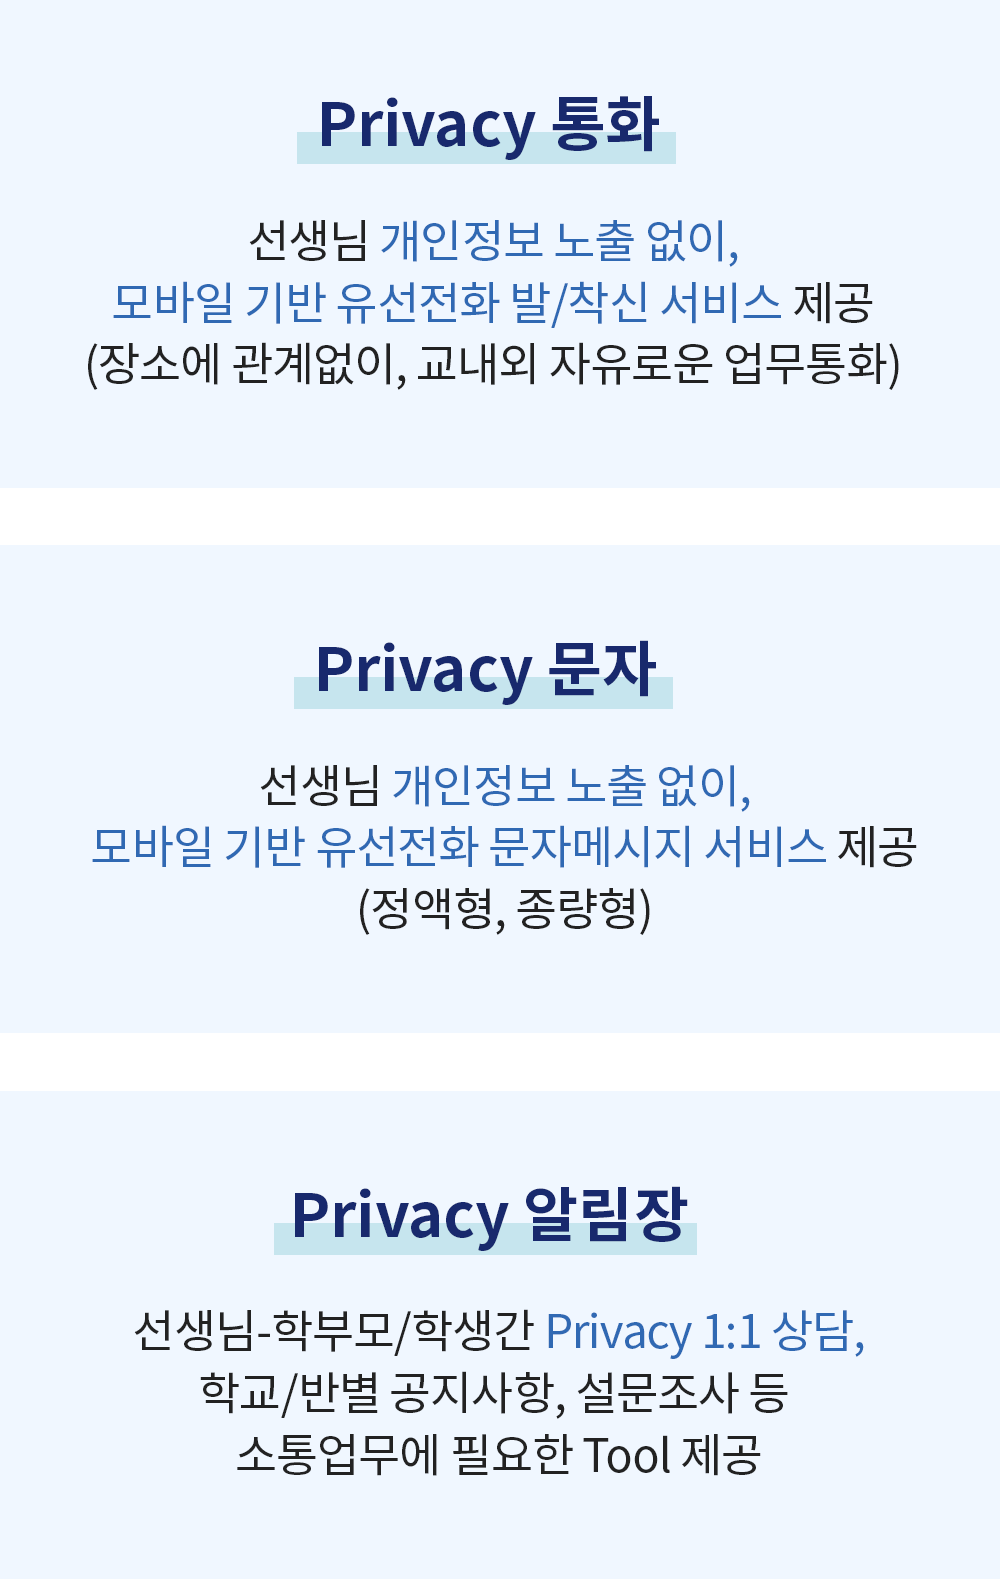 Privacy 통화
선생님 개인정보 노출 없이,
모바일 기반 유선전화 발/착신 서비스 제공
(장소에 관계없이, 교내외 자유로운 업무통화)
Privacy 문자
선생님 개인정보 노출 없이,
모바일 기반 유선전화 문자메시지 서비스 제공
(정액형, 종량형)
Privacy 알림장
선생님-학부모/학생간 Privacy 1:1 상담,
학교/반별 공지사항, 설문조사 등
소통업무에 필요한 Tool 제공